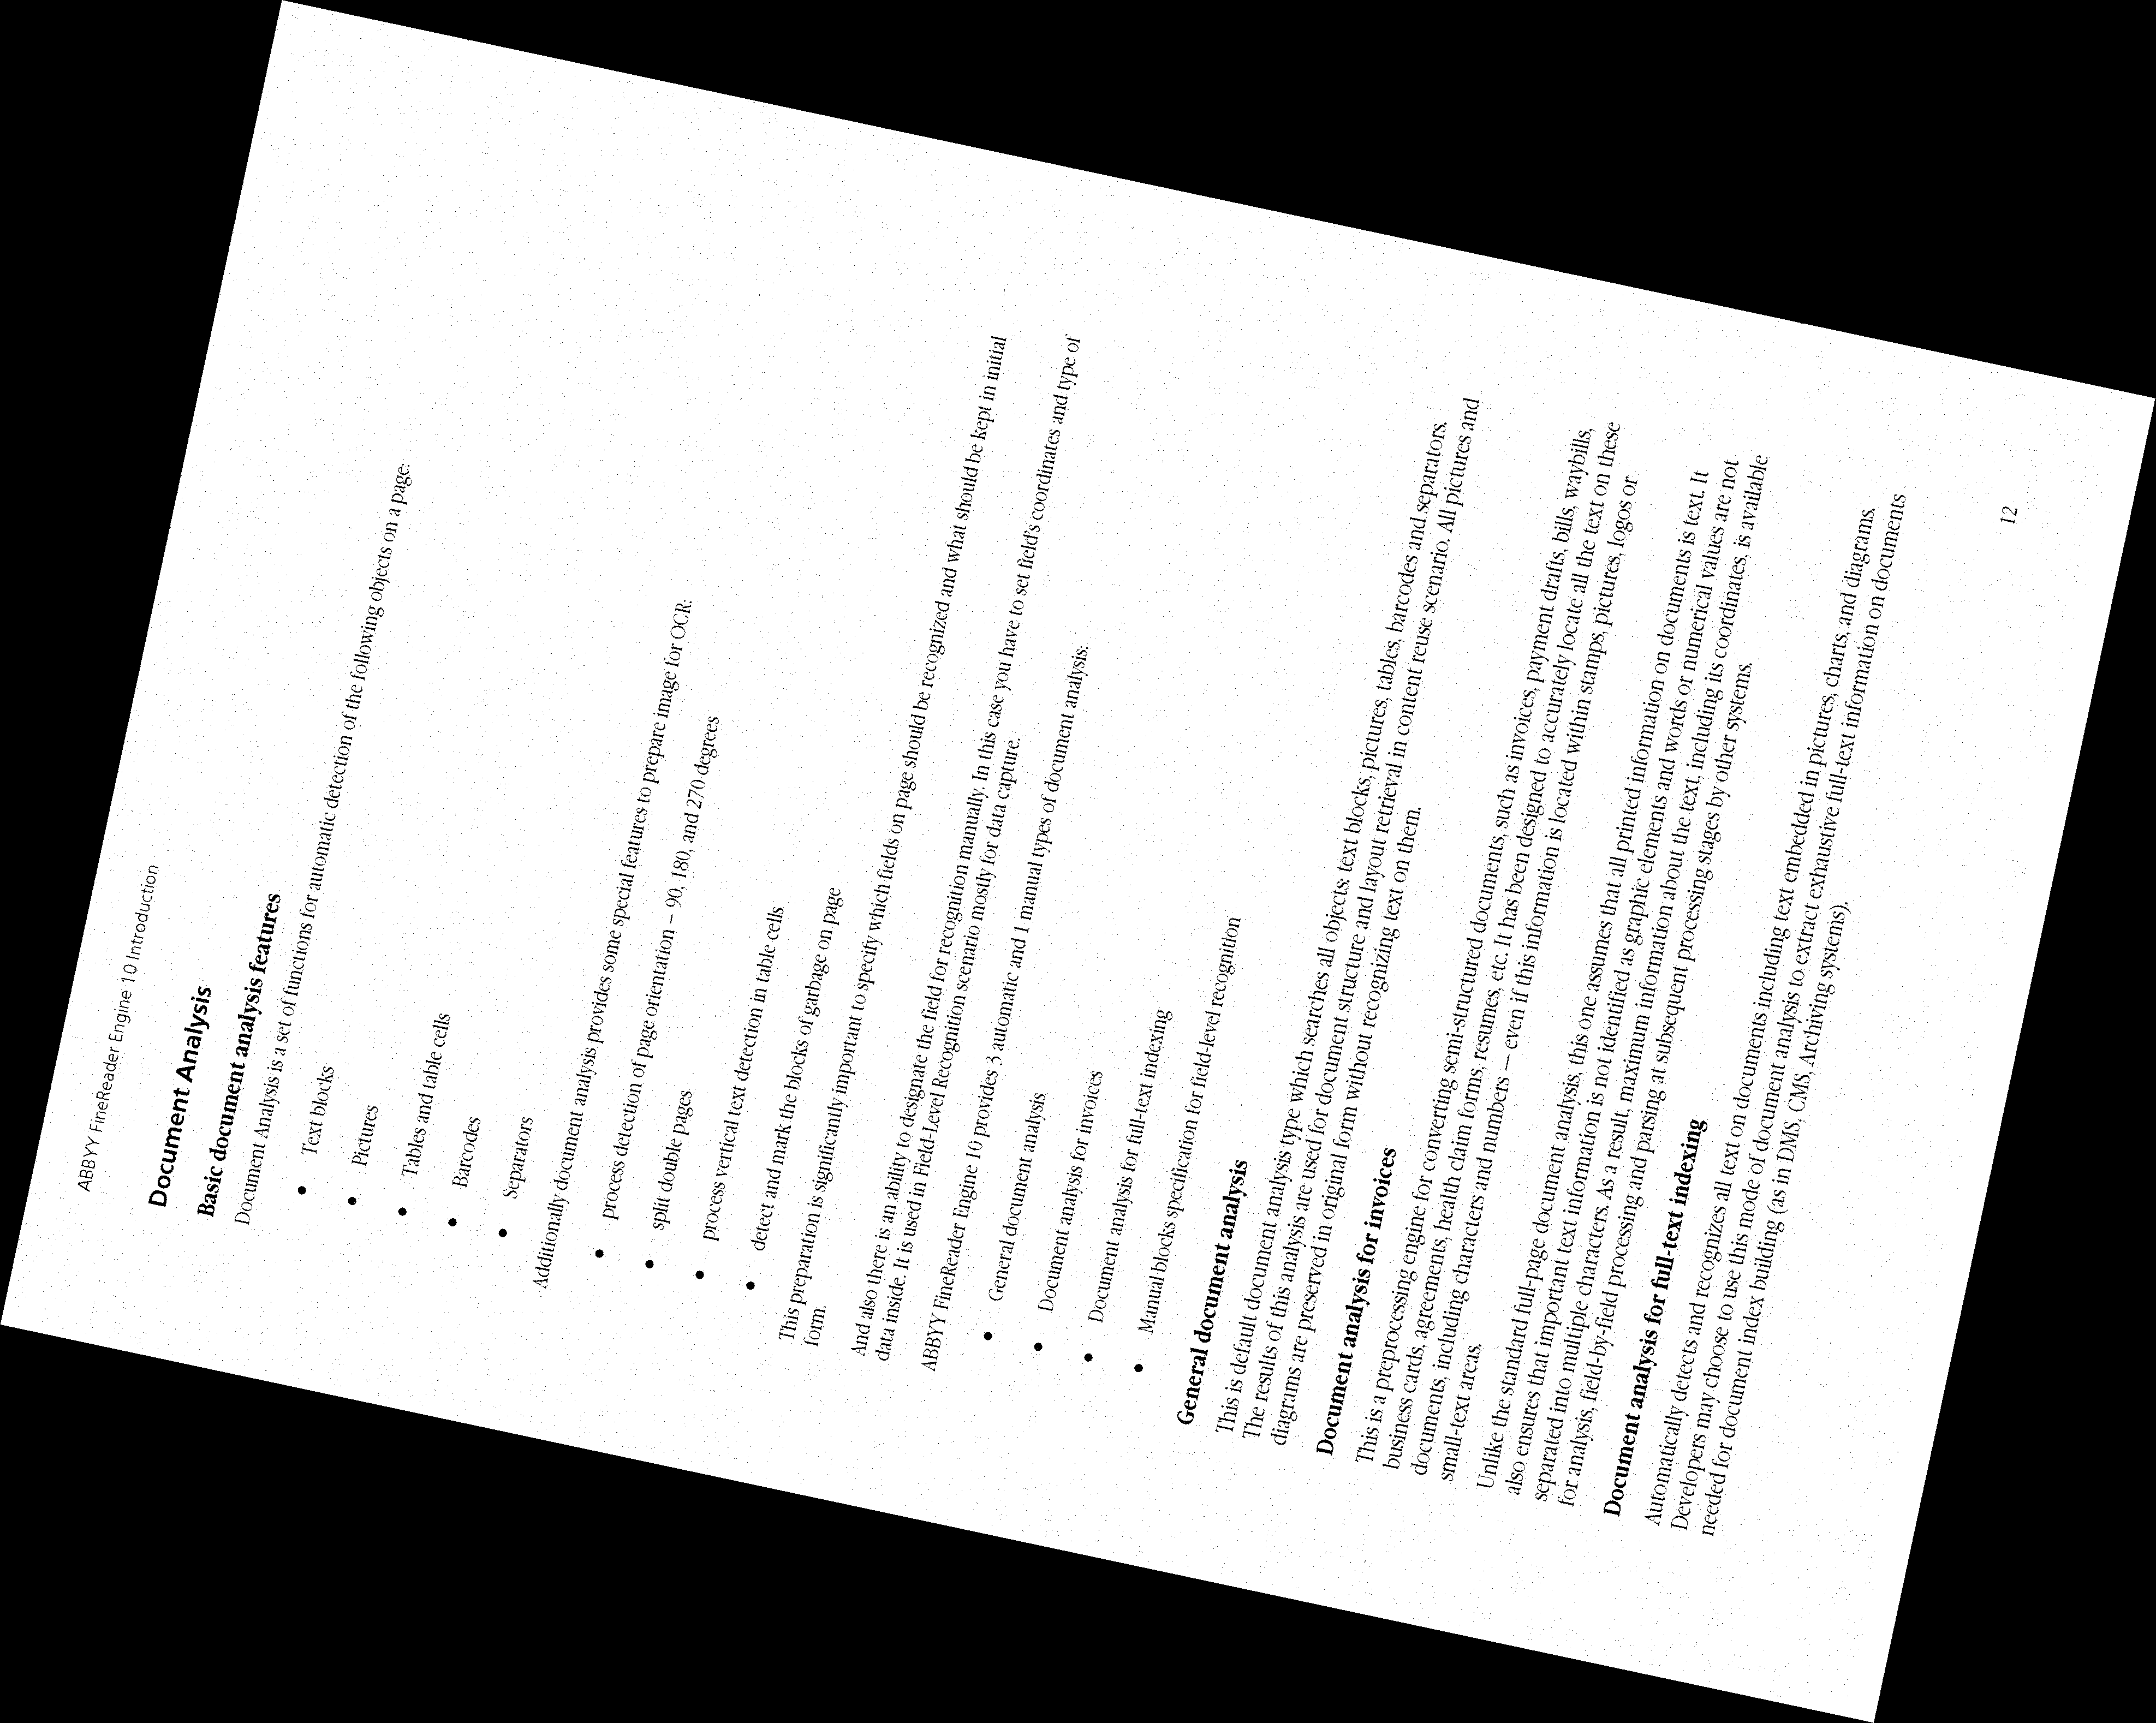 ABBYY FineReader Engine 10 Introduction
Document Analysis
Basic document analysis features
Document Analysis is a set of functions for automatic detection of the following objects on a page:
• Text blocks
• Pictures
• Tables and table cells
• Barcodes
• Separators
Additionally document analysis provides some special features to prepare image for OCR:
• process detection of page orientation – 90, 180, and 270 degrees
• split double pages
• process vertical text detection in table cells
• detect and mark the blocks of garbage on page
This preparation is significantly important to specify which fields on page should be recognized and what should be kept in initial
form.
And also there is an ability to designate the field for recognition manually. In this case you have to set field's coordinates and type of
data inside. It is used in Field-Level Recognition scenario mostly for data capture.
ABBYY FineReader Engine 10 provides 3 automatic and 1 manual types of document analysis:
• General document analysis
• Document analysis for invoices
• Document analysis for full-text indexing
• Manual blocks specification for field-level recognition
General document analysis
This is default document analysis type which searches all objects: text blocks, pictures, tables, barcodes and separators.
The results of this analysis are used for document structure and layout retrieval in content reuse scenario. All pictures and
diagrams are preserved in original form without recognizing text on them.
Document analysis for invoices
This is a preprocessing engine for converting semi-structured documents, such as invoices, payment drafts, bills, waybills,
business cards, agreements, health claim forms, resumes, etc. It has been designed to accurately locate all the text on these
documents, including characters and numbers — even if this information is located within stamps, pictures, logos or
small-text areas.
Unlike the standard full-page document analysis, this one assumes that all printed information on documents is text. It
also ensures that important text information is not identified as graphic elements and words or numerical values are not
separated into multiple characters. As a result, maximum information about the text, including its coordinates, is available
for analysis, field-by-field processing and parsing at subsequent processing stages by other systems.
Document analysis for full-text indexing
Automatically detects and recognizes all text on documents including text embedded in pictures, charts, and diagrams.
Developers may choose to use this mode of document analysis to extract exhaustive full-text information on documents
needed for document index building (as in DMS, CMS, Archiving systems).
12